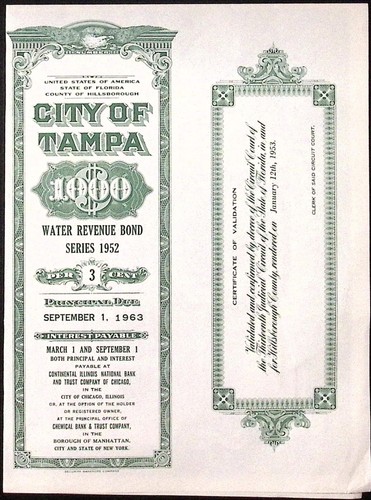 UNITED STATES OF AMERICA
STATE OF FLORIDA
COUNTY OF HILLSBOROUGH
CITY OF
TAMPA
$
1000
WATER REVENUE BOND
SERIES 1952
PER 3 CENT
PRINCIPAL DUE
SEPTEMBER 1, 1963
INTEREST PAYABLE
MARCH 1 AND SEPTEMBER 1
BOTH PRINCIPAL AND INTEREST
PAYABLE AT
CONTINENTAL ILLINOIS NATIONAL BANK
AND TRUST COMPANY OF CHICAGO,
IN THE
CITY OF CHICAGO, ILLINOIS
OR, AT THE OPTION OF THE HOLDER
OR REGISTERED OWNER,
AT THE PRINCIPAL OFFICE OF
CHEMICAL BANK & TRUST COMPANY,
IN THE
BOROUGH OF MANHATTAN,
CITY AND STATE OF NEW YORK.
SECURITY BANKNOTE COMPANY
CERTIFICATE OF VALIDATION
Validated and confirmed by decree of the Circuit Court of
the Thirteenth Judicial Circuit of the State of Florida, in and
for Hillsborough County, rendered on January 12th, 1953.
CLERK OF SAID CIRCUIT COURT.